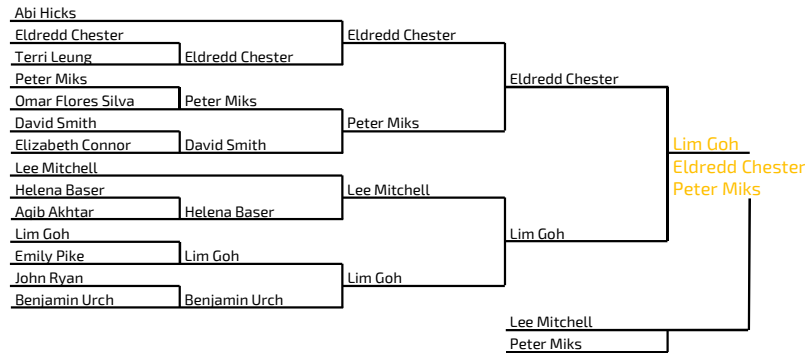 Abi Hicks
Eldredd Chester
Terri Leung
Peter Miks
Omar Flores Silva
David Smith
Elizabeth Connor
Lee Mitchell
Helena Baser
Aqib Akhtar
Lim Goh
Emily Pike
John Ryan
Benjamin Urch
Eldredd Chester
Peter Miks
David Smith
Helena Baser
Lim Goh
Benjamin Urch
Eldredd Chester
Peter Miks
Lee Mitchell
Lim Goh
Eldredd Chester
Lim Goh
Lee Mitchell
Peter Miks
Lim Goh
Eldredd Chester
Peter Miks